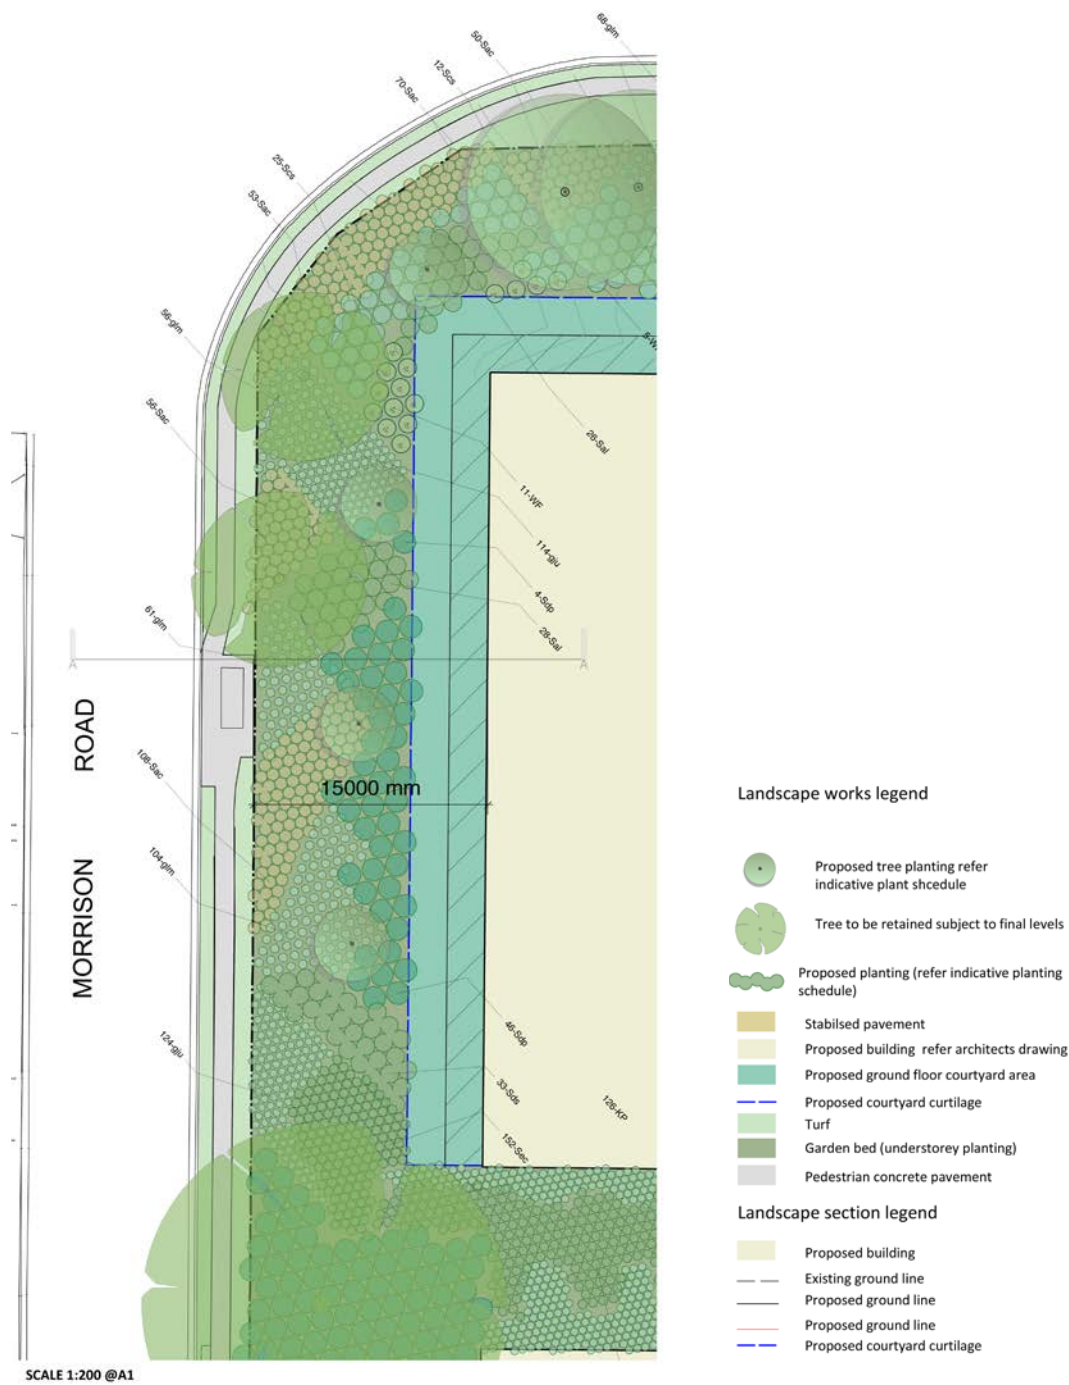 68-glm
50-Sac
12-Scs
70-Sac
25-Scs
53-Sac
56-glm
56-Sac
61-glm
108-Sac
104-glm
124-gju
26-Sal
11-WF
114-gju
4-Sdp
28-Sal
A
A
15000 mm
MORRISON ROAD
46-Sdp
33-Sds
126-KP
152-Sec
SCALE 1:200 @A1
Landscape works legend
Proposed tree planting refer
indicative plant shcedule
Tree to be retained subject to final levels
Proposed planting (refer indicative planting
schedule)
Stabilsed pavement
Proposed building refer architects drawing
Proposed ground floor courtyard area
Proposed courtyard curtilage
Turf
Garden bed (understorey planting)
Pedestrian concrete pavement
Landscape section legend
Proposed building
Existing ground line
Proposed ground line
Proposed ground line
Proposed courtyard curtilage